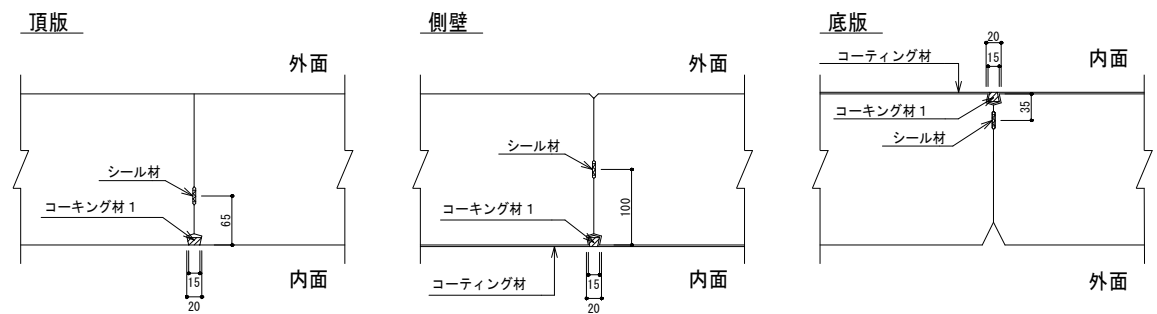 頂版
外面
シール材
コーキング材1
65
15
20
内面
側壁
外面
シール材
コーキング材1
100
コーティング材
15
20
内面
底版
20
15
内面
コーティング材
コーキング材1
シール材
35
外面